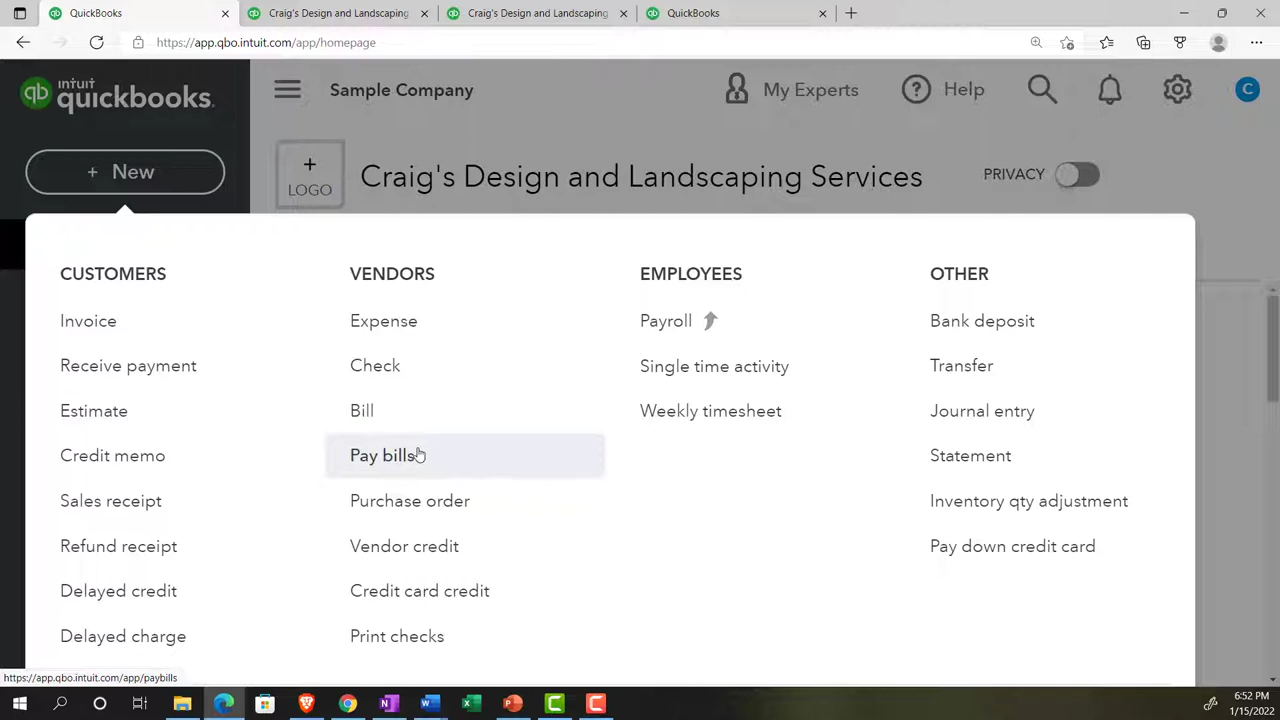 QuickBooks
Craig's Design and Landscaping
Craig's Design and Landscaping
QuickBooks
https://app.qbo.intuit.com/app/homepage
intuit
quickbooks.
Sample Company
My Experts
Help
C
+ New
+
LOGO
Craig's Design and Landscaping Services
PRIVACY
CUSTOMERS
Invoice
Receive payment
Estimate
Credit memo
Sales receipt
Refund receipt
Delayed credit
Delayed charge
VENDORS
Expense
Check
Bill
Pay bills
Purchase order
Vendor credit
Credit card credit
Print checks
EMPLOYEES
Payroll
Single time activity
Weekly timesheet
OTHER
Bank deposit
Transfer
Journal entry
Statement
Inventory qty adjustment
Pay down credit card
https://app.qbo.intuit.com/app/paybills
6:52 PM
1/15/2022